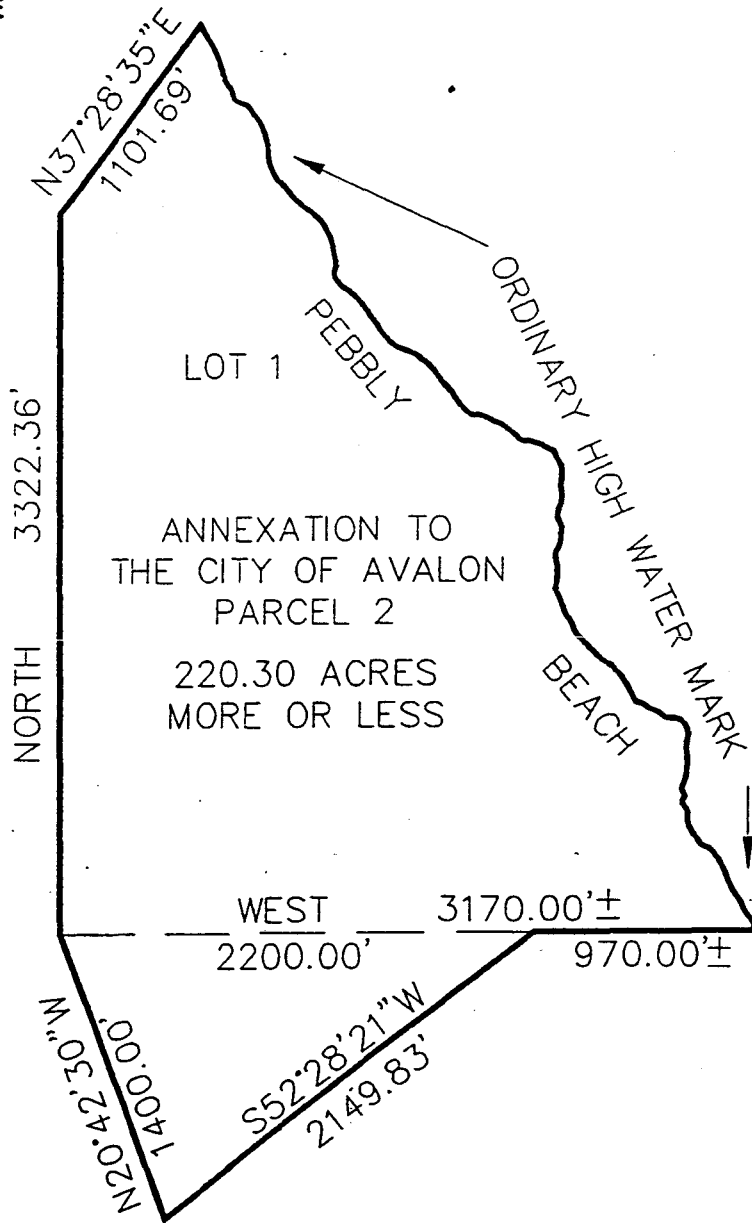 N37°28'35"E
1101.69'
ORDINARY HIGH WATER MARK
PEBBLY
LOT 1
NORTH 3322.36'
ANNEXATION TO
THE CITY OF AVALON
PARCEL 2
220.30 ACRES
MORE OR LESS
BEACH
WEST 3170.00'±
2200.00' 970.00'±
N20°42'30"W
1400.00'
S52°28'21"W
2149.83'